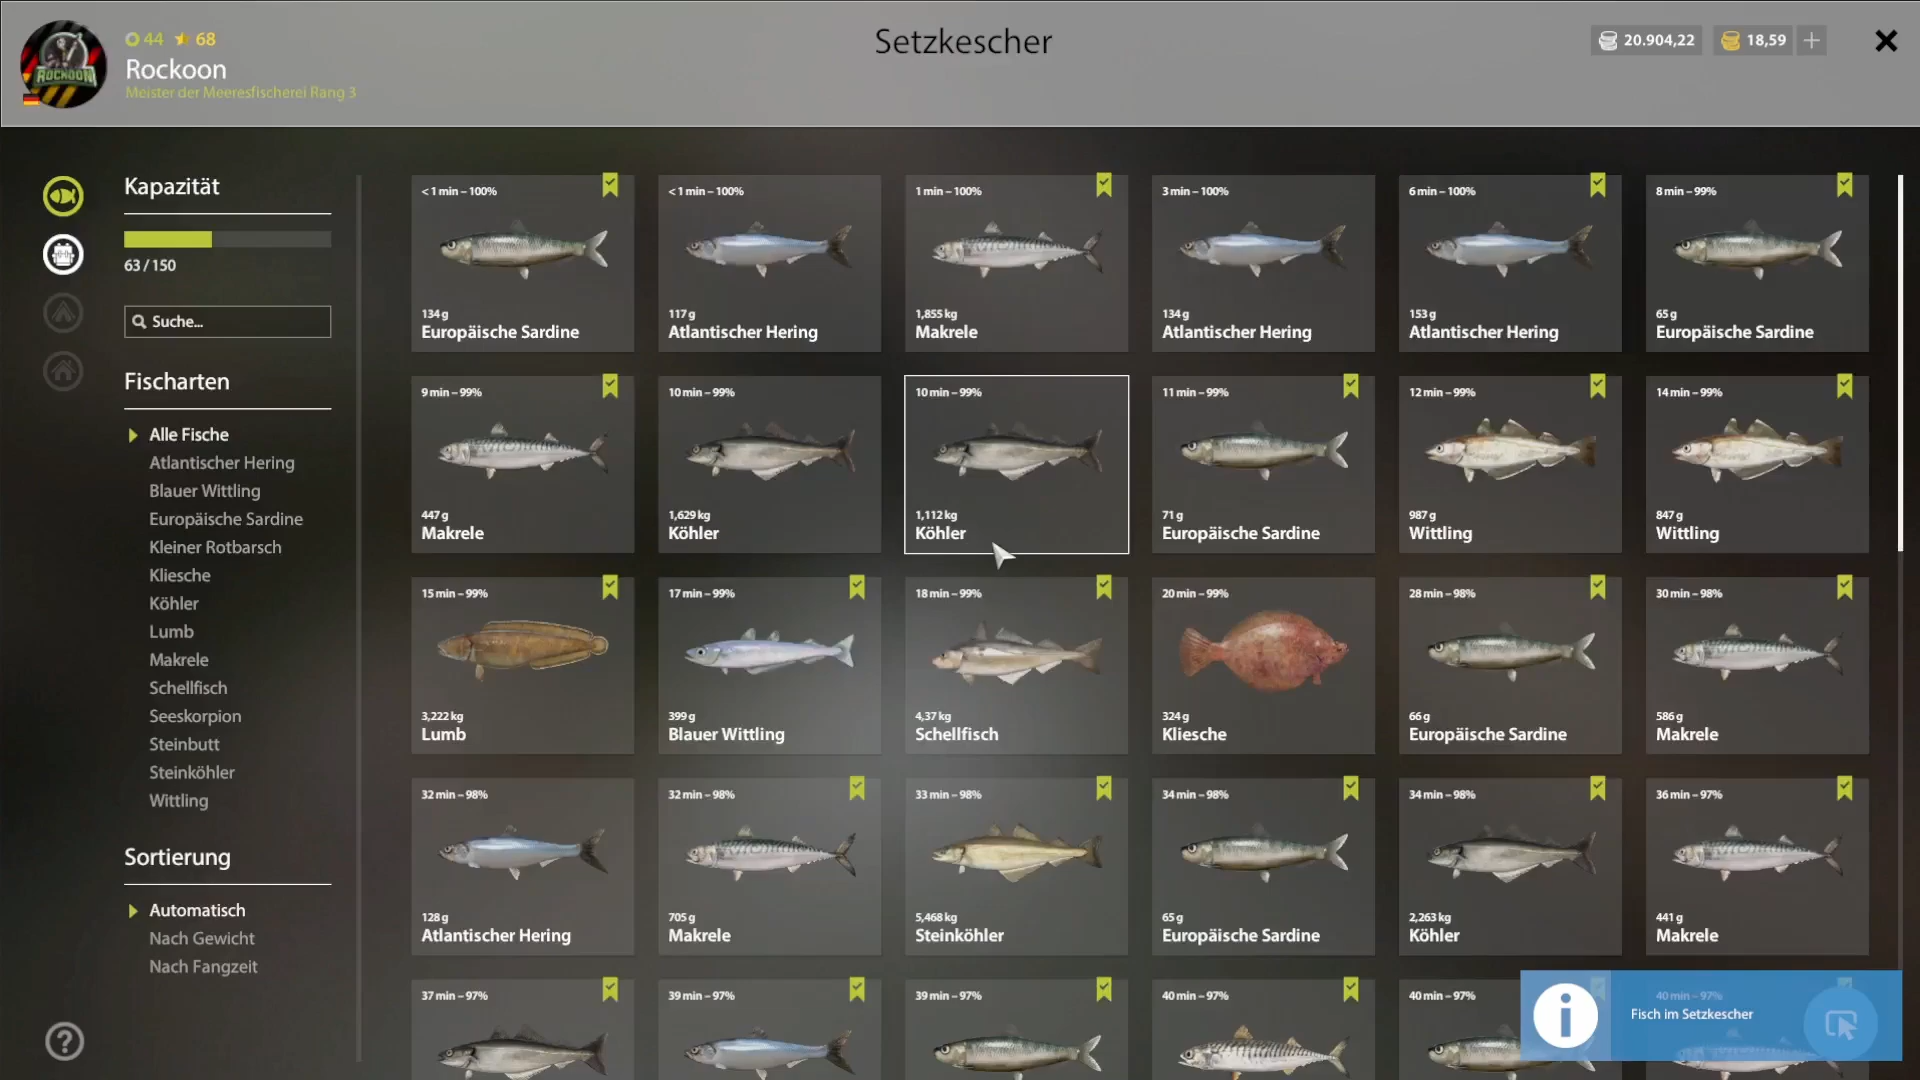 44 68
Rockoon
Meister der Meeresfischerei Rang 3
ROCKOON
Setzkescher
20.904,22 18,59
Kapazität
63 / 150
Suche...
Fischarten
Alle Fische
Atlantischer Hering
Blauer Wittling
Europäische Sardine
Kleiner Rotbarsch
Kliesche
Köhler
Lumb
Makrele
Schellfisch
Seeskorpion
Steinbutt
Steinköhler
Wittling
Sortierung
Automatisch
Nach Gewicht
Nach Fangzeit
< 1 min – 100%
134 g
Europäische Sardine
< 1 min – 100%
117 g
Atlantischer Hering
1 min – 100%
1,855 kg
Makrele
3 min – 100%
134 g
Atlantischer Hering
6 min – 100%
153 g
Atlantischer Hering
8 min – 99%
65 g
Europäische Sardine
9 min – 99%
447 g
Makrele
10 min – 99%
1,629 kg
Köhler
10 min – 99%
1,112 kg
Köhler
11 min – 99%
71 g
Europäische Sardine
12 min – 99%
987 g
Wittling
14 min – 99%
847 g
Wittling
15 min – 99%
3,222 kg
Lumb
17 min – 99%
399 g
Blauer Wittling
18 min – 99%
4,37 kg
Schellfisch
20 min – 99%
324 g
Kliesche
28 min – 98%
66 g
Europäische Sardine
30 min – 98%
586 g
Makrele
32 min – 98%
128 g
Atlantischer Hering
32 min – 98%
705 g
Makrele
33 min – 98%
5,468 kg
Steinköhler
34 min – 98%
65 g
Europäische Sardine
34 min – 98%
2,263 kg
Köhler
36 min – 97%
441 g
Makrele
37 min – 97%
39 min – 97%
39 min – 97%
40 min – 97%
40 min – 97%
40 min – 97%
Fisch im Setzkescher